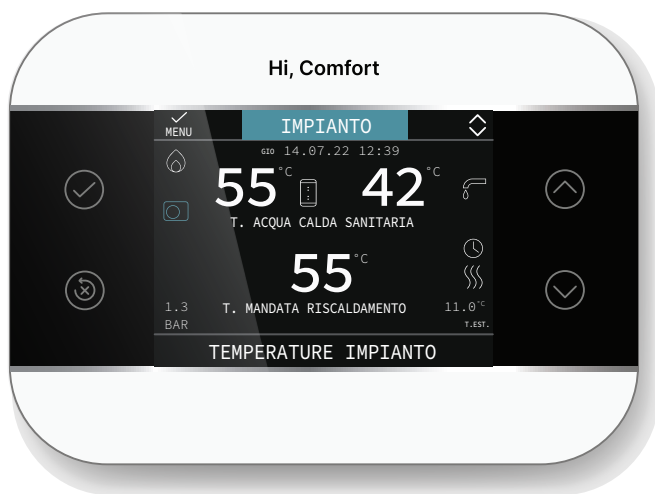 Hi, Comfort
MENU
IMPIANTO
GIO 14.07.22 12:39
55°C 42°C
T. ACQUA CALDA SANITARIA
55°C
1.3 BAR
T. MANDATA RISCALDAMENTO
11.0°C
T.EST.
TEMPERATURE IMPIANTO